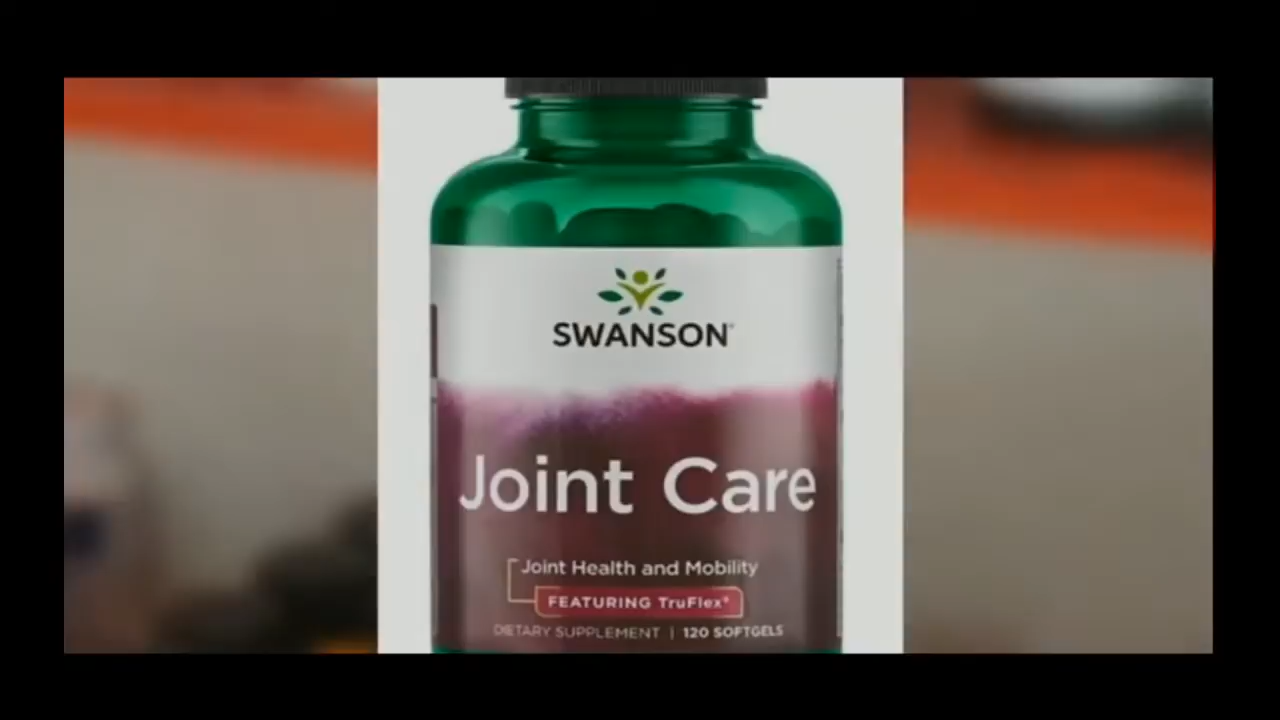 SWANSON®
Joint Care
Joint Health and Mobility
FEATURING TruFlex*
DIETARY SUPPLEMENT | 120 SOFTGELS